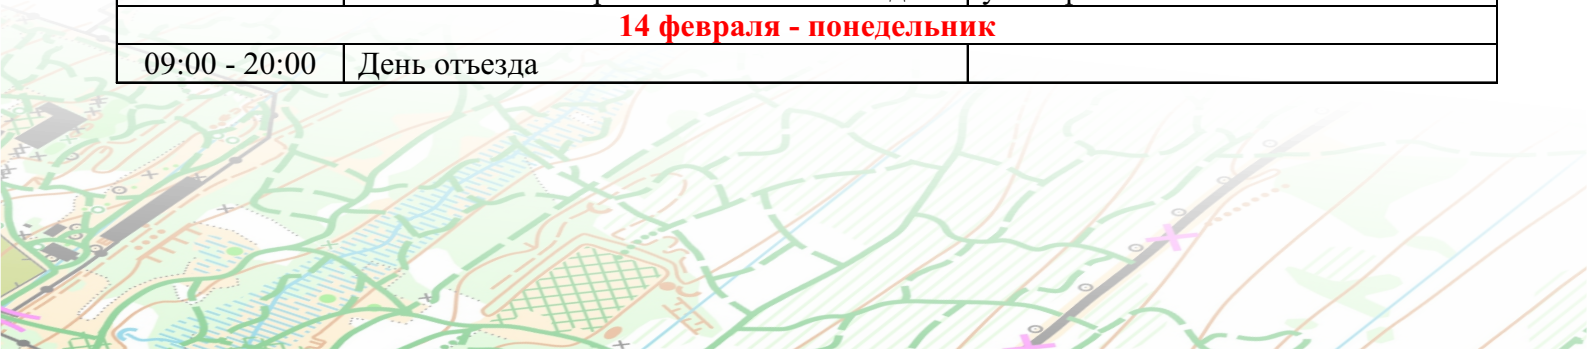 14 февраля - понедельник
09:00 - 20:00 День отъезда